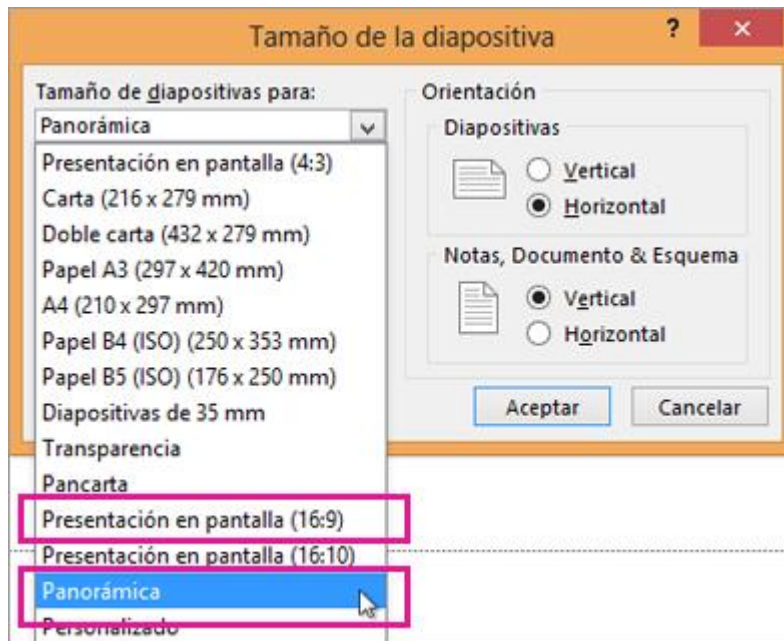 Tamaño de la diapositiva
?
Tamaño de diapositivas para:
Panorámica
Presentación en pantalla (4:3)
Carta (216 x 279 mm)
Doble carta (432 x 279 mm)
Papel A3 (297 x 420 mm)
A4 (210 x 297 mm)
Papel B4 (ISO) (250 x 353 mm)
Papel B5 (ISO) (176 x 250 mm)
Diapositivas de 35 mm
Transparencia
Pancarta
Presentación en pantalla (16:9)
Presentación en pantalla (16:10)
Panorámica
Personalizado
Orientación
Diapositivas
Vertical
Horizontal
Notas, Documento & Esquema
Vertical
Horizontal
Aceptar
Cancelar